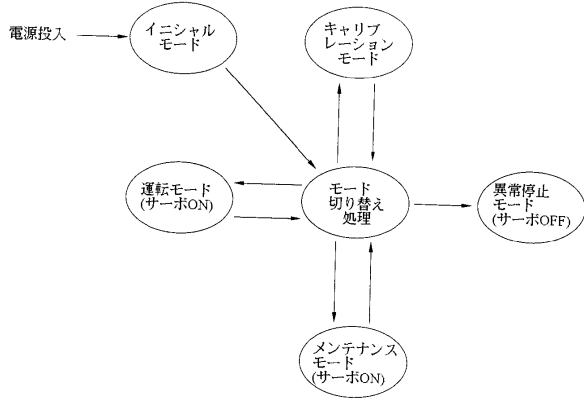 電源投入
イニシャル
モード
キャリブ
レーション
モード
運転モード
(サーボON)
モード
切り替え
処理
異常停止
モード
(サーボOFF)
メンテナンス
モード
(サーボON)